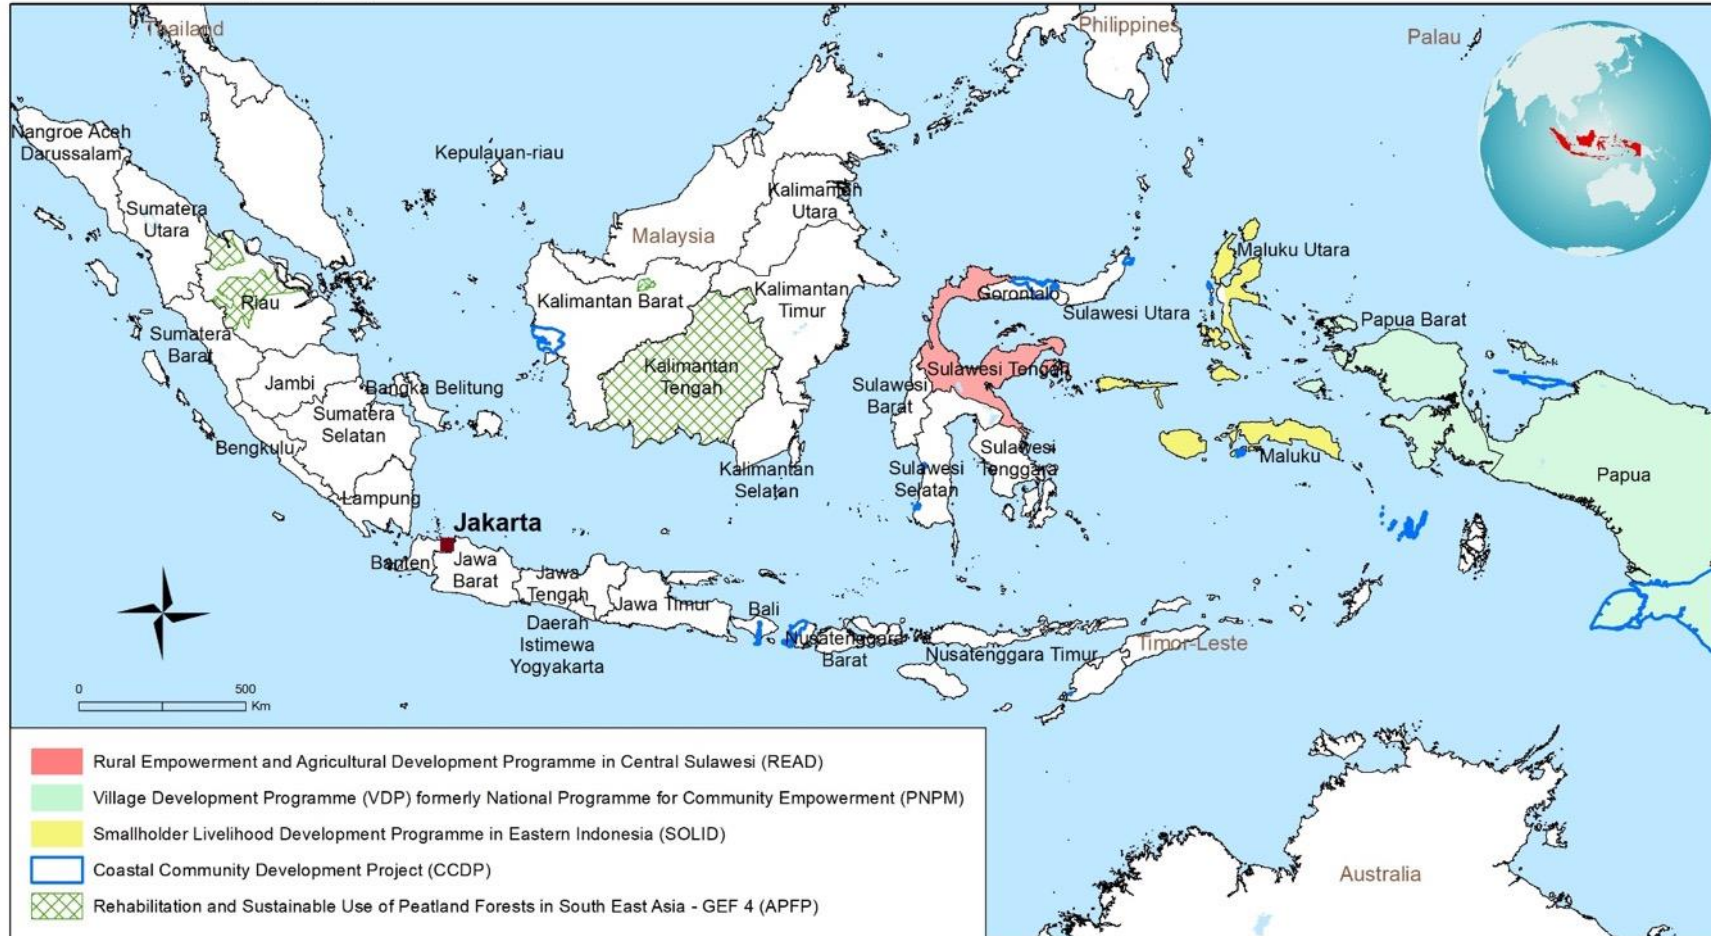 Thailand
Philippines
Palau
Nangroe Aceh
Darussalam
Kepulauan-riau
Sumatera
Utara
Malaysia
Kalimantan
Utara
Maluku Utara
Riau
Kalimantan Barat
Kalimantan
Timur
Gorontalo
Sulawesi Utara
Papua Barat
Sumatera
Barat
Kalimantan
Tengah
Sulawesi Tengah
Jambi
Bangka Belitung
Sulawesi
Barat
Sumatera
Selatan
Bengkulu
Kalimantan
Selatan
Sulawesi
Selatan
Sulawesi
Tenggara
Maluku
Papua
Lampung
Jakarta
Banten
Jawa
Barat
Jawa
Tengah
Jawa Timur
Bali
Daerah
Istimewa
Yogyakarta
Nusatenggara
Barat
Nusatenggara Timur
Timor-Leste
0 500
Km
Rural Empowerment and Agricultural Development Programme in Central Sulawesi (READ)
Village Development Programme (VDP) formerly National Programme for Community Empowerment (PNPM)
Smallholder Livelihood Development Programme in Eastern Indonesia (SOLID)
Coastal Community Development Project (CCDP)
Rehabilitation and Sustainable Use of Peatland Forests in South East Asia - GEF 4 (APFP)
Australia